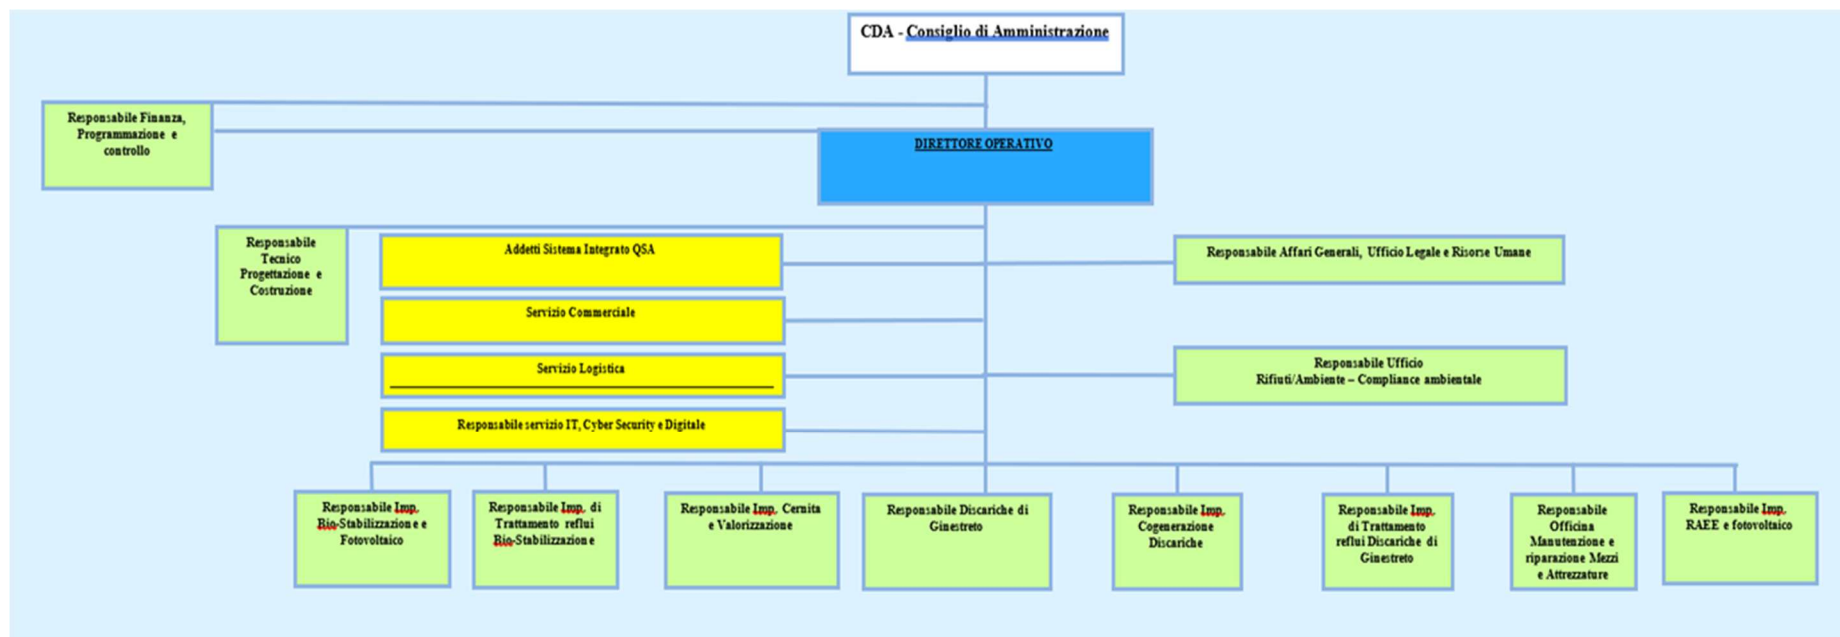 CDA - Consiglio di Amministrazione
Responsabile Finanza,
Programmazione e
controllo
DIRETTORE OPERATIVO
Responsabile
Tecnico
Progettazione e
Costruzione
Addetti Sistema Integrato QSA
Responsabile Affari Generali, Ufficio Legale e Risorse Umane
Servizio Commerciale
Servizio Logistica
Responsabile Ufficio
Rifiuti/Ambiente – Compliance ambientale
Responsabile servizio IT, Cyber Security e Digitale
Responsabile Imp.
Bio-Stabilizzazione e
Fotovoltaico
Responsabile Imp. di
Trattamento reflui
Bio-Stabilizzazione
Responsabile Imp. Cernita
e Valorizzazione
Responsabile Discariche di
Ginestreto
Responsabile Imp.
Cogenerazione
Discariche
Responsabile Imp.
di Trattamento
reflui Discariche di
Ginestreto
Responsabile
Officina
Manutenzione e
riparazione Mezzi
e Attrezzature
Responsabile Imp.
RAEE e fotovoltaico